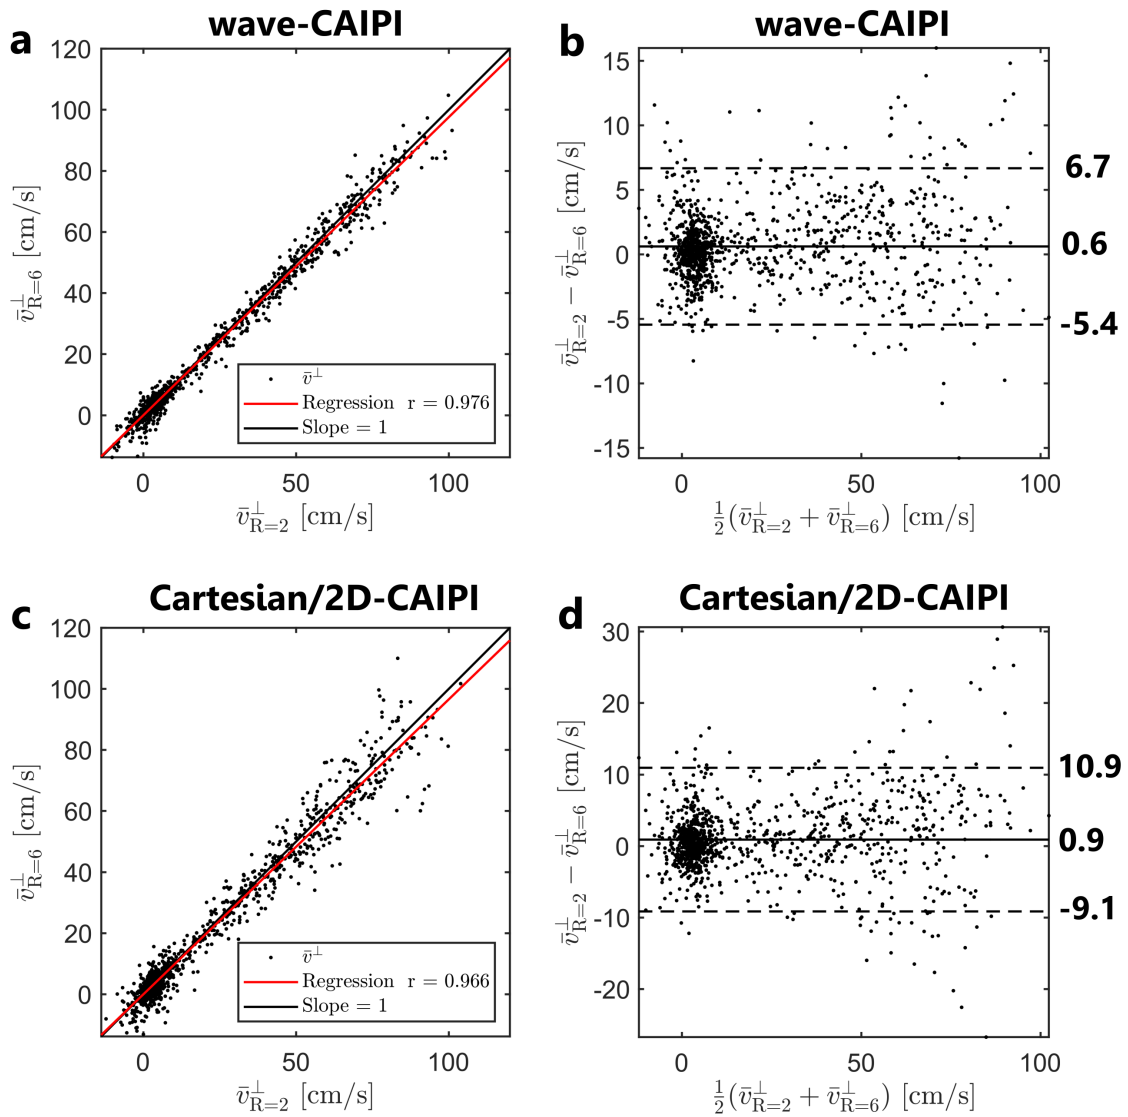 a
wave-CAIPI
120
100
80
60
40
20
0
v̄⊥R=6 [cm/s]
v̄⊥
Regression r = 0.976
Slope = 1
0 50 100
v̄⊥R=2 [cm/s]
b
wave-CAIPI
15
10
5
0
-5
-10
-15
v̄⊥R=2 − v̄⊥R=6 [cm/s]
6.7
0.6
-5.4
0 50 100
½(v̄⊥R=2 + v̄⊥R=6) [cm/s]
c
Cartesian/2D-CAIPI
120
100
80
60
40
20
0
v̄⊥R=6 [cm/s]
v̄⊥
Regression r = 0.966
Slope = 1
0 50 100
v̄⊥R=2 [cm/s]
d
Cartesian/2D-CAIPI
30
20
10
0
-10
-20
v̄⊥R=2 − v̄⊥R=6 [cm/s]
10.9
0.9
-9.1
0 50 100
½(v̄⊥R=2 + v̄⊥R=6) [cm/s]